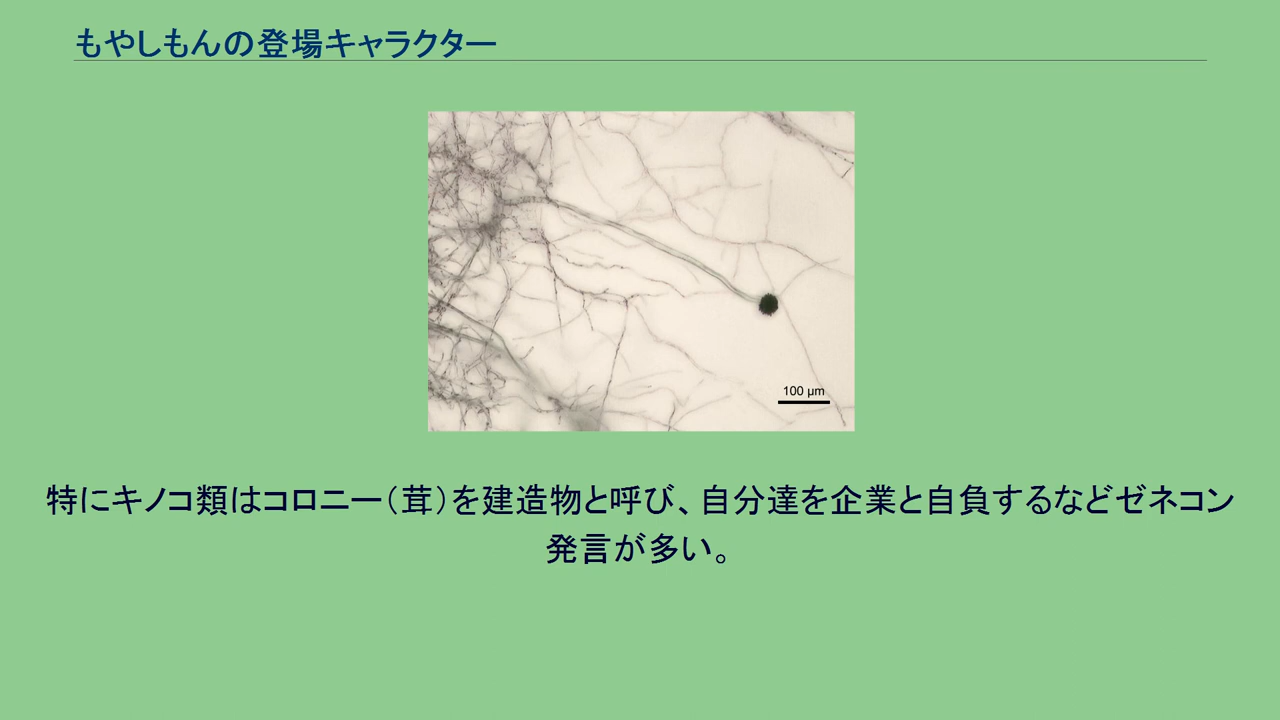 もやしもんの登場キャラクター
100 µm
特にキノコ類はコロニー（茸）を建造物と呼び、自分達を企業と自負するなどゼネコン
発言が多い。